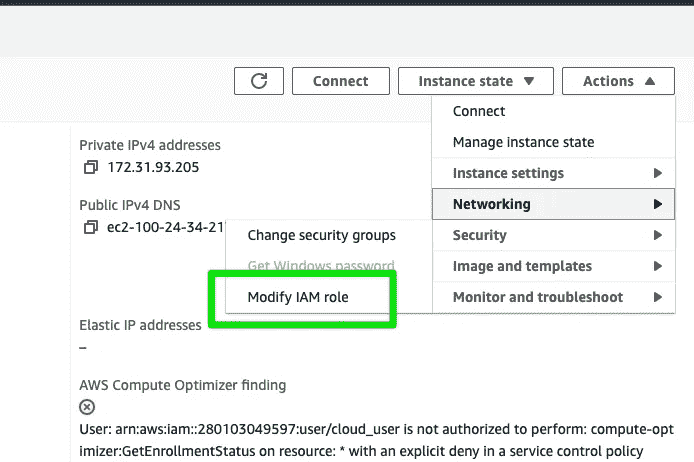 Connect
Instance state
Actions
Connect
Manage instance state
Instance settings
Networking
Security
Image and templates
Monitor and troubleshoot
Change security groups
Get Windows password
Modify IAM role
Private IPv4 addresses
172.31.93.205
Public IPv4 DNS
ec2-100-24-34-21
Elastic IP addresses
–
AWS Compute Optimizer finding
User: arn:aws:iam::280103049597:user/cloud_user is not authorized to perform: compute-opt
imizer:GetEnrollmentStatus on resource: * with an explicit deny in a service control policy